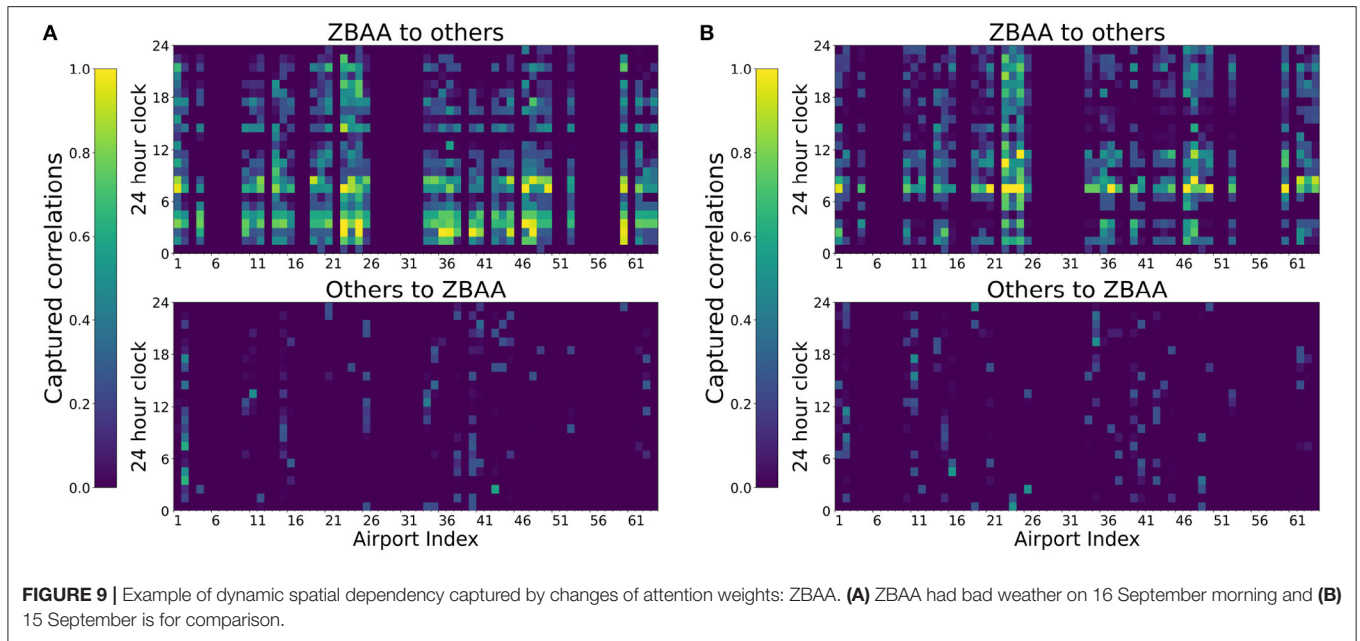 A
ZBAA to others
24
18
12
6
0
1 6 11 16 21 26 31 36 41 46 51 56 61
24 hour clock
1.0
0.8
0.6
0.4
0.2
0.0
Captured correlations
Others to ZBAA
24
18
12
6
0
1 6 11 16 21 26 31 36 41 46 51 56 61
24 hour clock
Airport Index
B
ZBAA to others
24
18
12
6
0
1 6 11 16 21 26 31 36 41 46 51 56 61
24 hour clock
1.0
0.8
0.6
0.4
0.2
0.0
Captured correlations
Others to ZBAA
24
18
12
6
0
1 6 11 16 21 26 31 36 41 46 51 56 61
24 hour clock
Airport Index
FIGURE 9 | Example of dynamic spatial dependency captured by changes of attention weights: ZBAA. (A) ZBAA had bad weather on 16 September morning and (B)
15 September is for comparison.